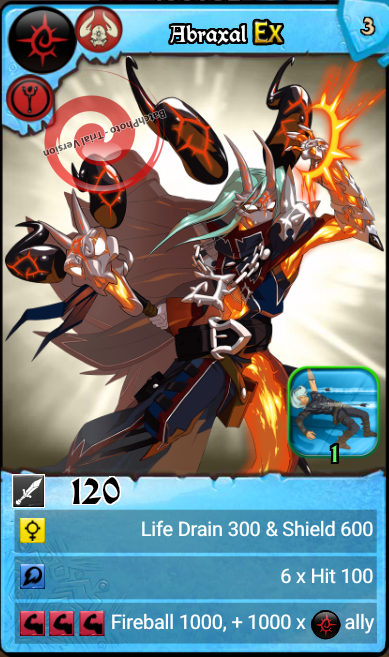 Abraxal Ex
3
BatchPhoto - Trial Version
1
120
Life Drain 300 & Shield 600
6 x Hit 100
Fireball 1000, + 1000 x ally